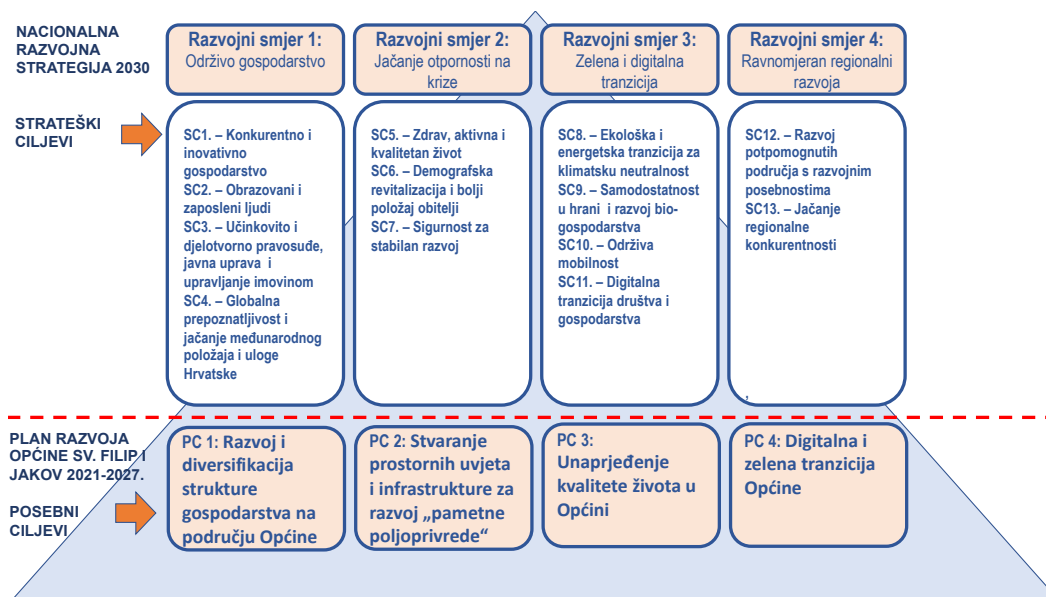 NACIONALNA
RAZVOJNA
STRATEGIJA 2030
Razvojni smjer 1:
Održivo gospodarstvo
Razvojni smjer 2:
Jačanje otpornosti na
krize
Razvojni smjer 3:
Zelena i digitalna
tranzicija
Razvojni smjer 4:
Ravnomjeran regionalni
razvoja
STRATEŠKI
CILJEVI
SC1. – Konkurentno i
inovativno
gospodarstvo
SC2. – Obrazovani i
zaposleni ljudi
SC3. – Učinkovito i
djelotvorno pravosuđe,
javna uprava i
upravljanje imovinom
SC4. – Globalna
prepoznatljivost i
jačanje međunarodnog
položaja i uloge
Hrvatske
SC5. – Zdrav, aktivna i
kvalitetan život
SC6. – Demografska
revitalizacija i bolji
položaj obitelji
SC7. – Sigurnost za
stabilan razvoj
SC8. – Ekološka i
energetska tranzicija za
klimatsku neutralnost
SC9. – Samodostatnost
u hrani i razvoj bio-
gospodarstva
SC10. – Održiva
mobilnost
SC11. – Digitalna
tranzicija društva i
gospodarstva
SC12. – Razvoj
potpomognutih
područja s razvojnim
posebnostima
SC13. – Jačanje
regionalne
konkurentnosti
,
PLAN RAZVOJA
OPĆINE SV. FILIP I
JAKOV 2021-2027.
POSEBNI
CILJEVI
PC 1: Razvoj i
diversifikacija
strukture
gospodarstva na
području Općine
PC 2: Stvaranje
prostornih uvjeta
i infrastrukture za
razvoj „pametne
poljoprivrede“
PC 3:
Unaprjeđenje
kvalitete života u
Općini
PC 4: Digitalna i
zelena tranzicija
Općine